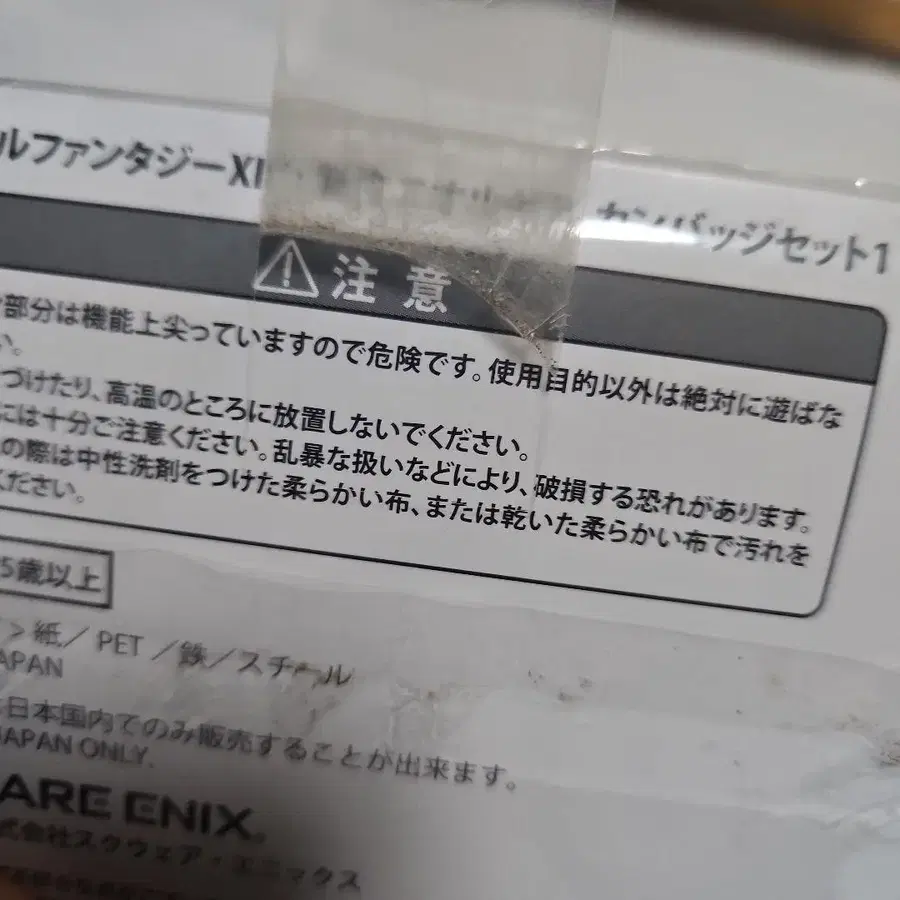 ルファンタジーXI カンバッジセット1
注意
部分は機能上尖っていますので危険です。使用目的以外は絶対に遊ばな
い。
づけたり、高温のところに放置しないでください。
には十分ご注意ください。乱暴な扱いなどにより、破損する恐れがあります。
の際は中性洗剤をつけた柔らかい布、または乾いた柔らかい布で汚れを
ください。
5歳以上
> 紙／PET／鉄／スチール
JAPAN
日本国内でのみ販売することが出来ます。
JAPAN ONLY.
ARE ENIX.
式会社スクウェア・エニックス